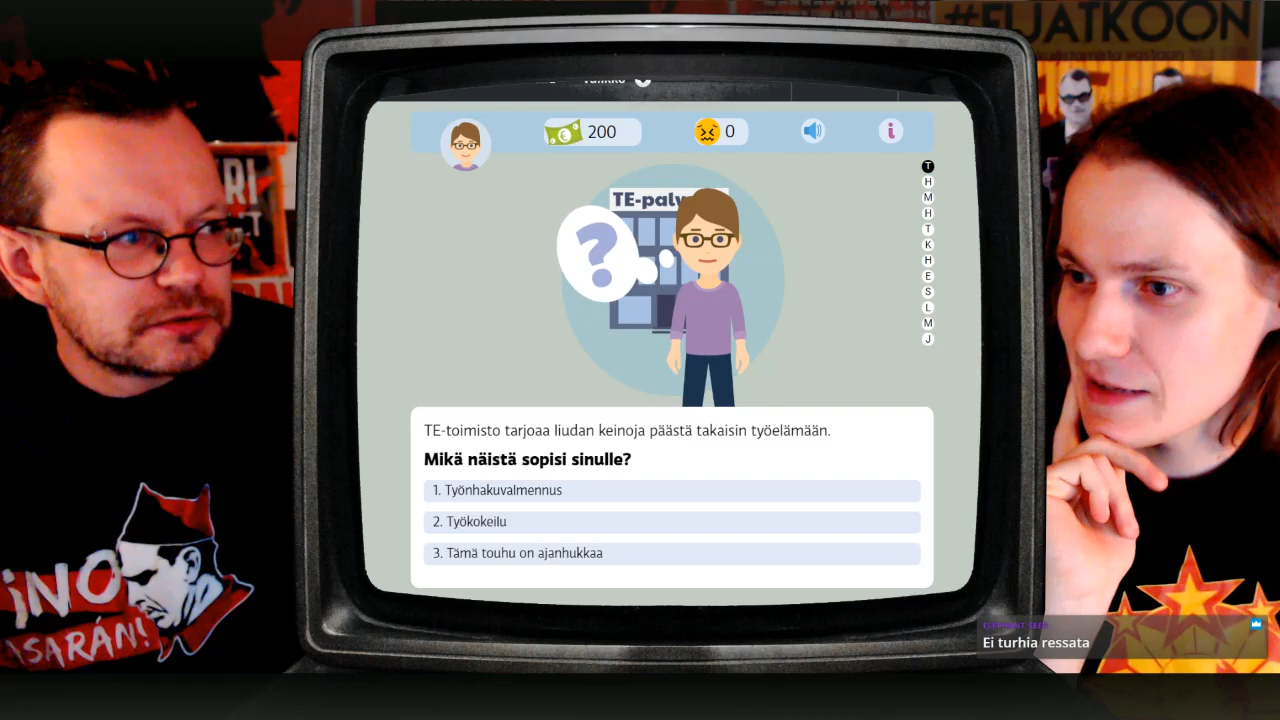 #EIJATKOON
200
0
TE-palv
T
H
M
H
T
K
H
E
S
L
M
J
TE-toimisto tarjoaa liudan keinoja päästä takaisin työelämään.
Mikä näistä sopisi sinulle?
1. Työnhakuvalmennus
2. Työkokeilu
3. Tämä touhu on ajanhukkaa
¡NO
ASARÁN!
Ei turhia ressata